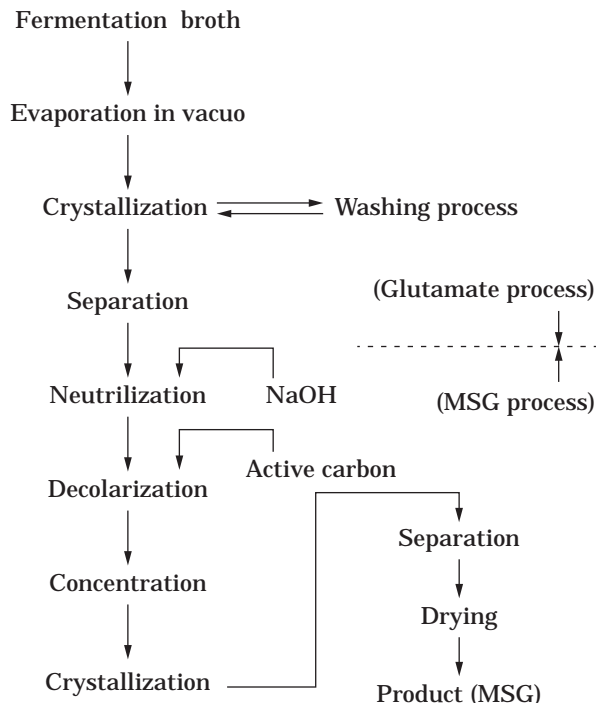 Fermentation broth
Evaporation in vacuo
Crystallization
Washing process
Separation
(Glutamate process)
Neutrilization
NaOH
(MSG process)
Decolarization
Active carbon
Separation
Concentration
Drying
Crystallization
Product (MSG)